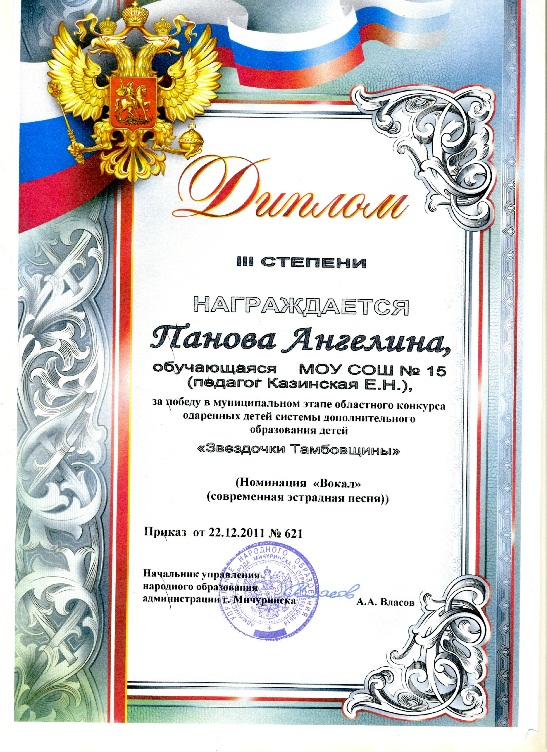 Диплом
III СТЕПЕНИ
НАГРАЖДАЕТСЯ
Панова Ангелина,
обучающаяся МОУ СОШ № 15
(педагог Казинская Е.Н.),
за победу в муниципальном этапе областного конкурса
одаренных детей системы дополнительного
образования детей
«Звездочки Тамбовщины»
(Номинация «Вокал»
(современная эстрадная песня))
Приказ от 22.12.2011 № 621
Начальник управления
народного образования
администрации г. Мичуринска
А.А. Власов